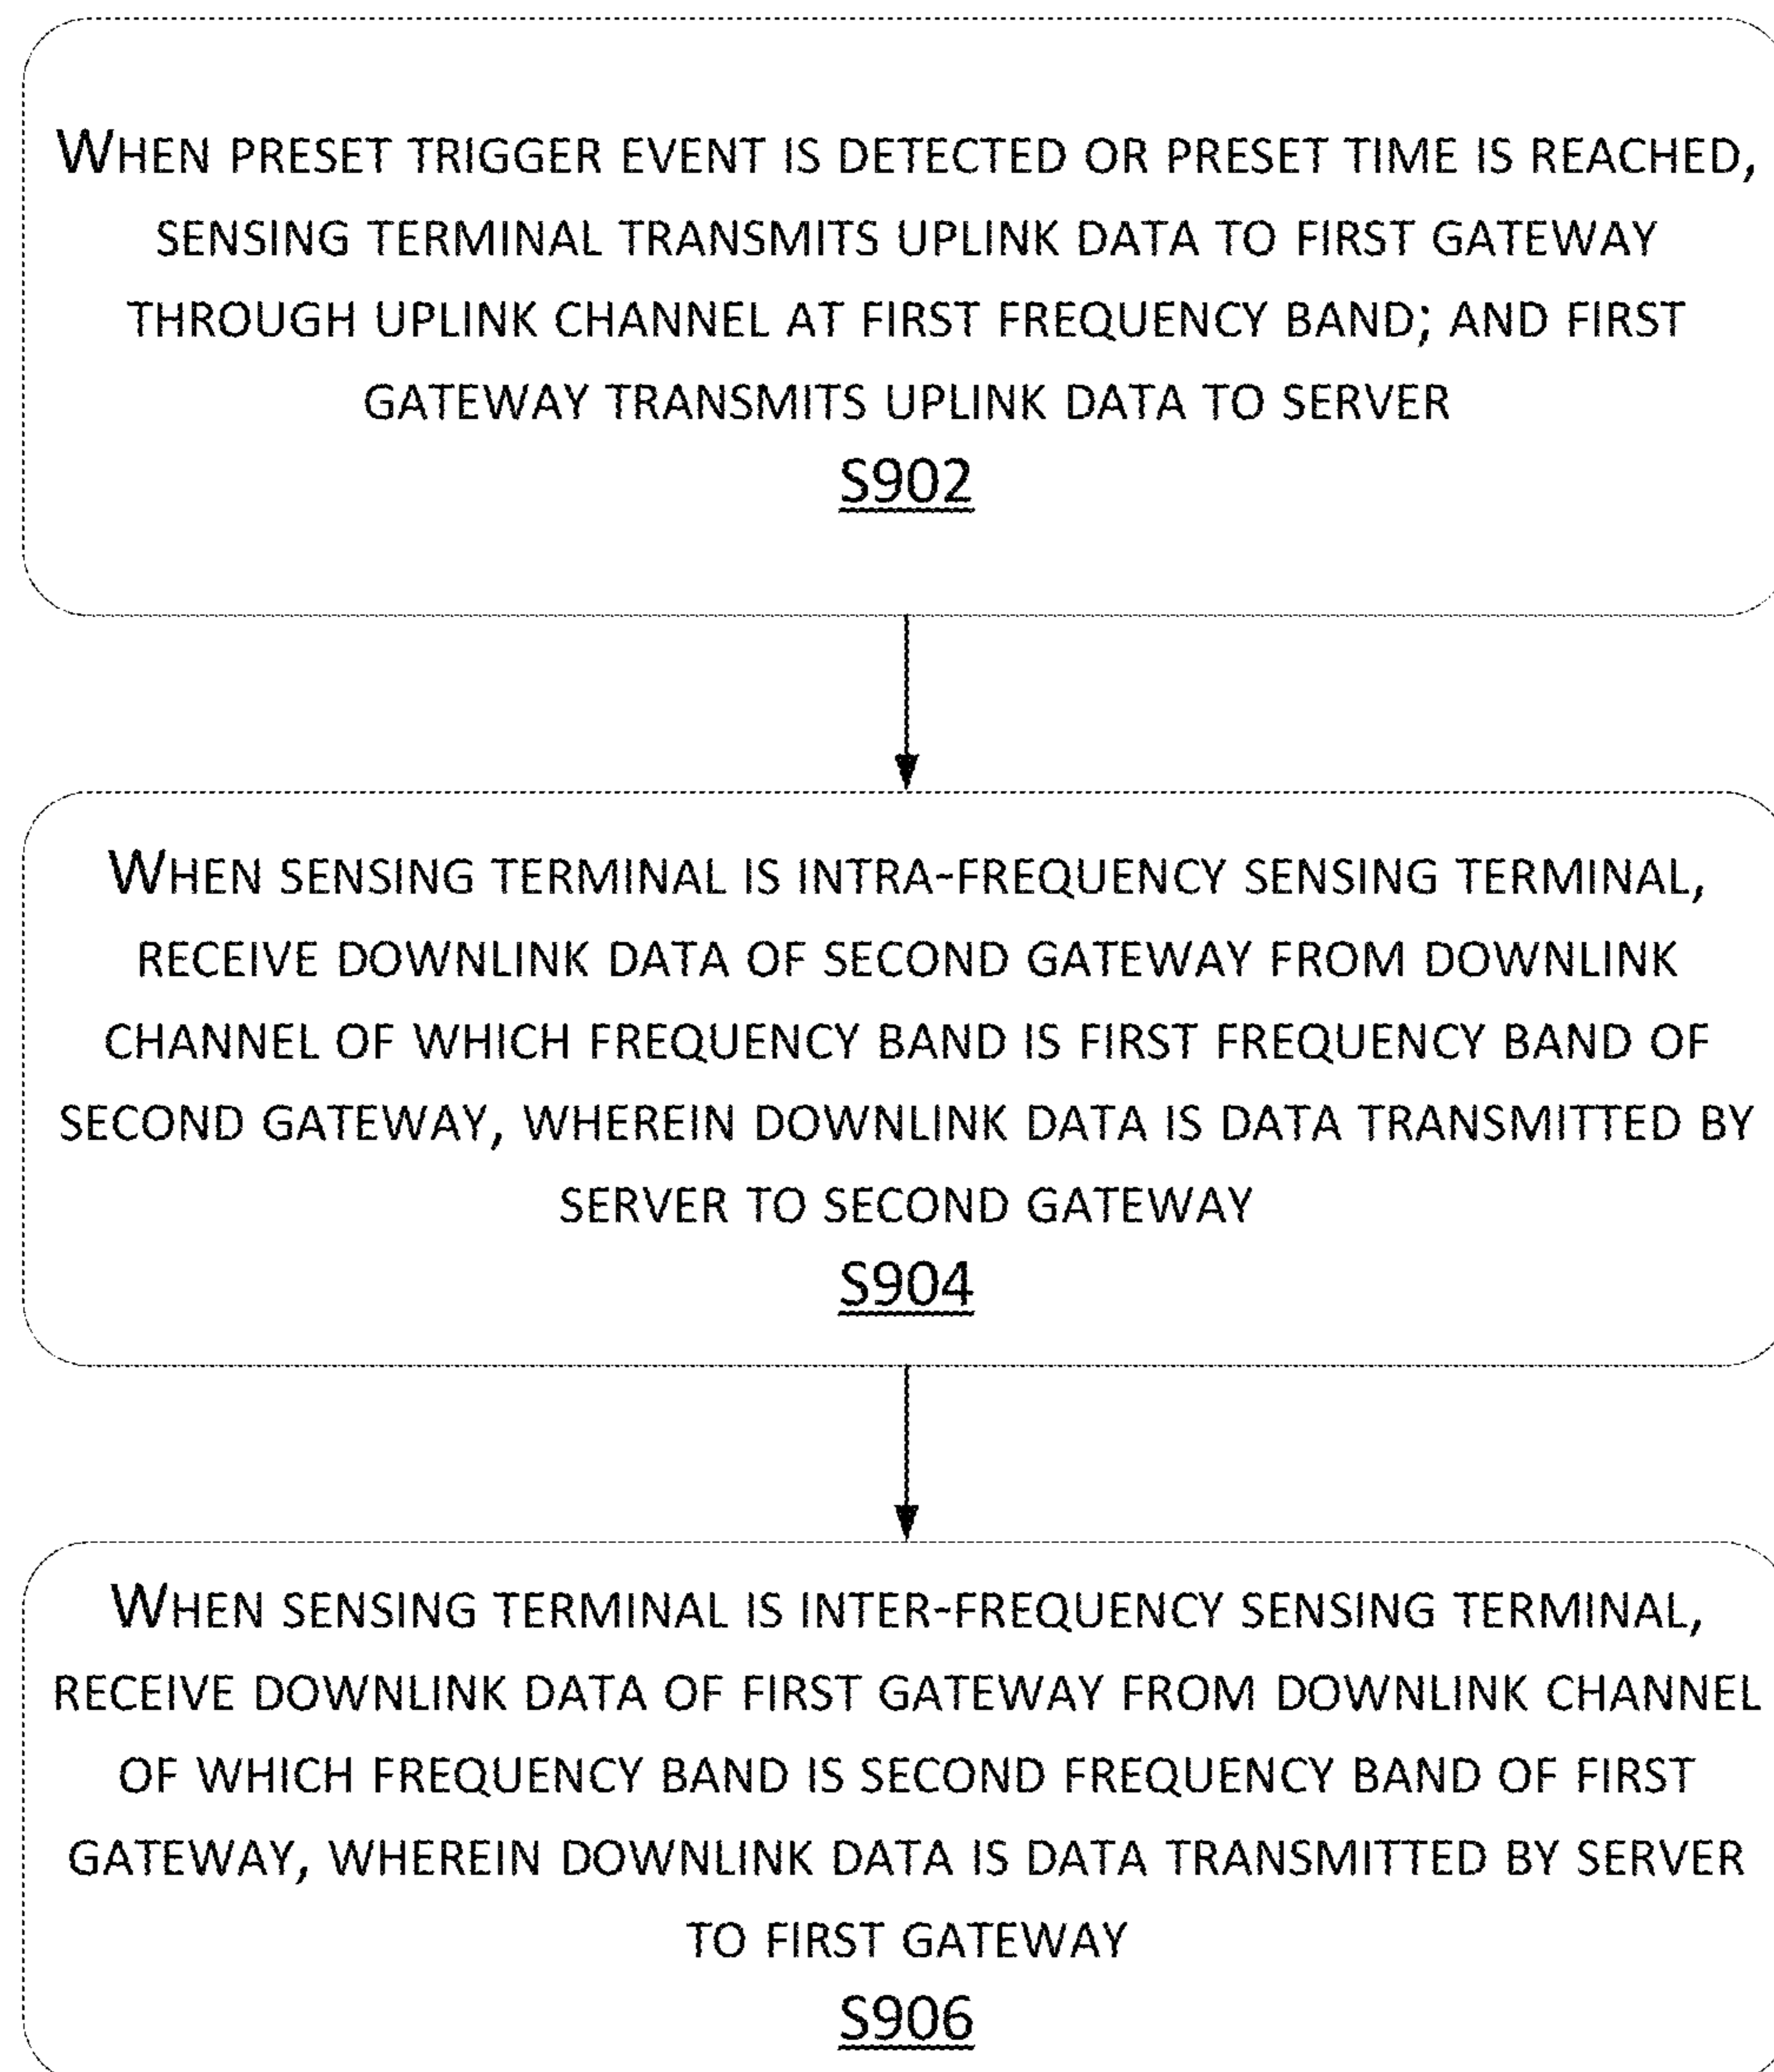 WHEN PRESET TRIGGER EVENT IS DETECTED OR PRESET TIME IS REACHED,
SENSING TERMINAL TRANSMITS UPLINK DATA TO FIRST GATEWAY
THROUGH UPLINK CHANNEL AT FIRST FREQUENCY BAND; AND FIRST
GATEWAY TRANSMITS UPLINK DATA TO SERVER
S902
WHEN SENSING TERMINAL IS INTRA-FREQUENCY SENSING TERMINAL,
RECEIVE DOWNLINK DATA OF SECOND GATEWAY FROM DOWNLINK
CHANNEL OF WHICH FREQUENCY BAND IS FIRST FREQUENCY BAND OF
SECOND GATEWAY, WHEREIN DOWNLINK DATA IS DATA TRANSMITTED BY
SERVER TO SECOND GATEWAY
S904
WHEN SENSING TERMINAL IS INTER-FREQUENCY SENSING TERMINAL,
RECEIVE DOWNLINK DATA OF FIRST GATEWAY FROM DOWNLINK CHANNEL
OF WHICH FREQUENCY BAND IS SECOND FREQUENCY BAND OF FIRST
GATEWAY, WHEREIN DOWNLINK DATA IS DATA TRANSMITTED BY SERVER
TO FIRST GATEWAY
S906